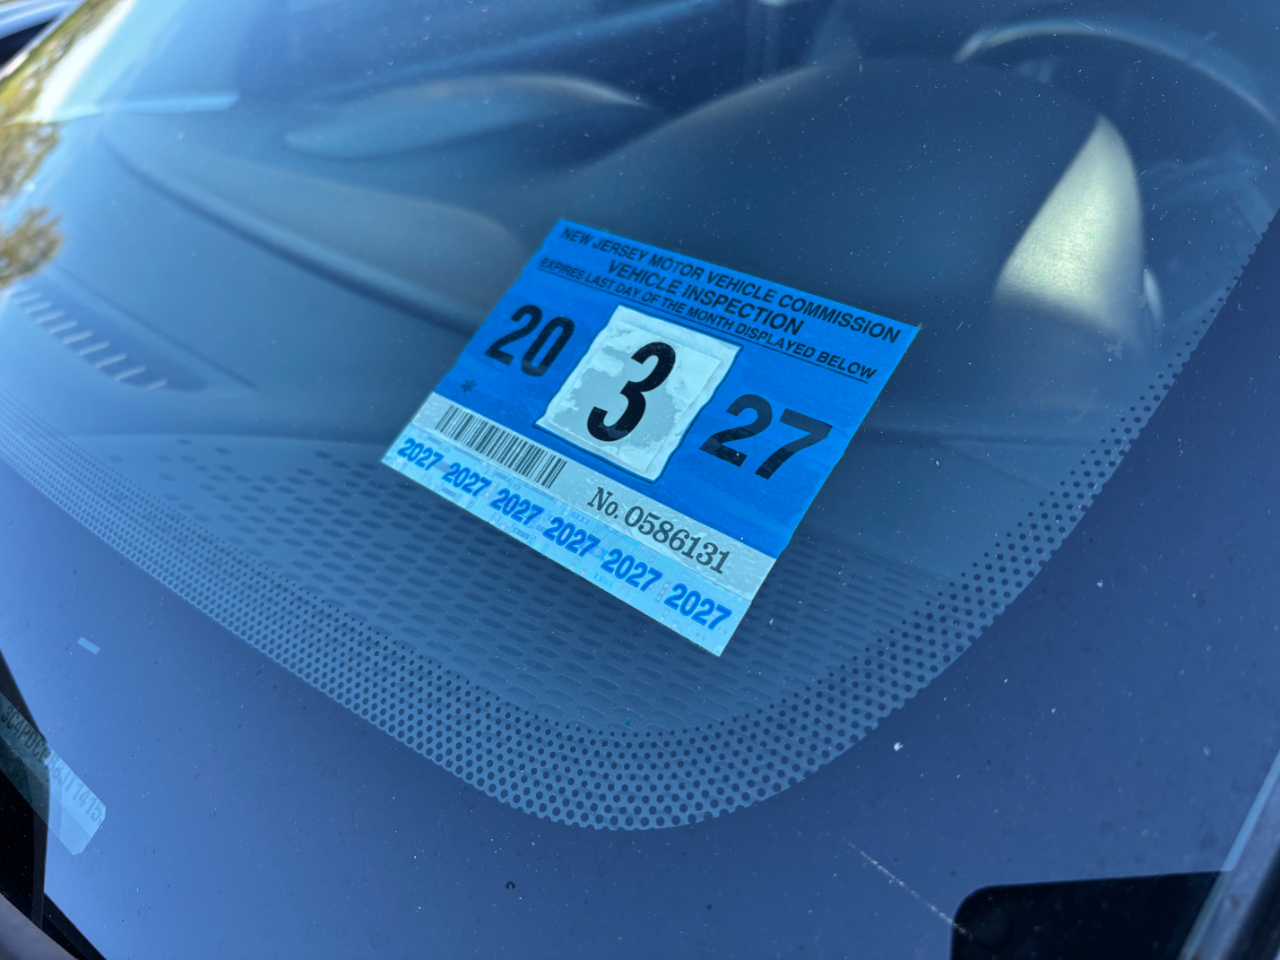 NEW JERSEY MOTOR VEHICLE COMMISSION
VEHICLE INSPECTION
EXPIRES LAST DAY OF THE MONTH DISPLAYED BELOW
20 3 27
*
No. 0586131
2027 2027 2027 2027 2027 2027